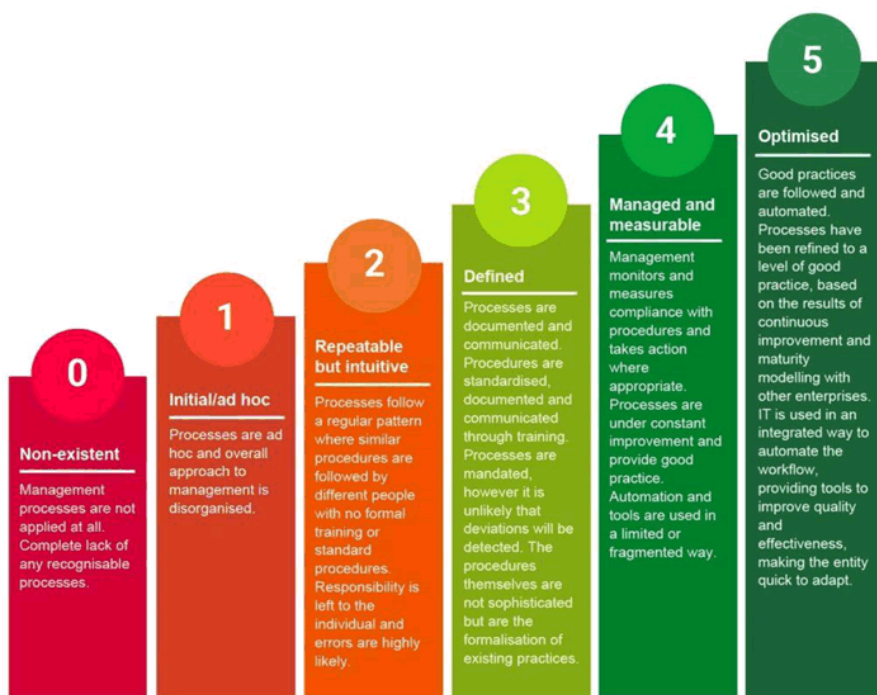 0
Non-existent
Management
processes are not
applied at all.
Complete lack of
any recognisable
processes.
1
Initial/ad hoc
Processes are ad
hoc and overall
approach to
management is
disorganised.
2
Repeatable
but intuitive
Processes follow
a regular pattern
where similar
procedures are
followed by
different people
with no formal
training or
standard
procedures.
Responsibility is
left to the
individual and
errors are highly
likely.
3
Defined
Processes are
documented and
communicated.
Procedures are
standardised,
documented and
communicated
through training.
Processes are
mandated,
however it is
unlikely that
deviations will be
detected. The
procedures
themselves are
not sophisticated
but are the
formalisation of
existing practices.
4
Managed and
measurable
Management
monitors and
measures
compliance with
procedures and
takes action
where
appropriate.
Processes are
under constant
improvement and
provide good
practice.
Automation and
tools are used in
a limited or
fragmented way.
5
Optimised
Good practices
are followed and
automated.
Processes have
been refined to a
level of good
practice, based
on the results of
continuous
improvement and
maturity
modelling with
other enterprises.
IT is used in an
integrated way to
automate the
workflow,
providing tools to
improve quality
and
effectiveness,
making the entity
quick to adapt.